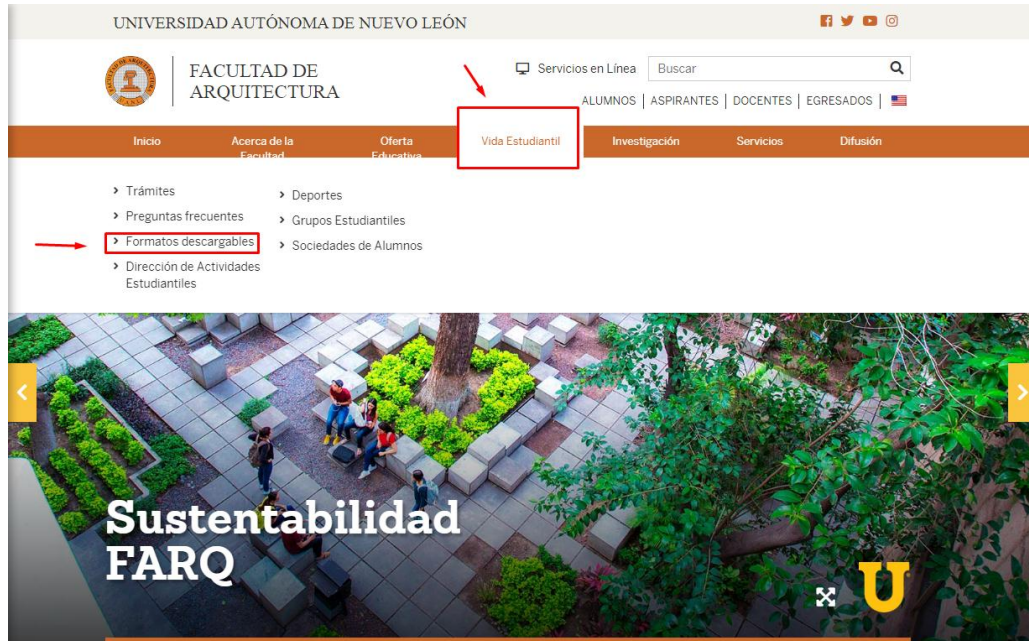 UNIVERSIDAD AUTÓNOMA DE NUEVO LEÓN
FACULTAD DE
ARQUITECTURA
Servicios en Línea
Buscar
ALUMNOS | ASPIRANTES | DOCENTES | EGRESADOS |
Inicio
Acerca de la
Facultad
Oferta
Educativa
Vida Estudiantil
Investigación
Servicios
Difusión
Trámites
Preguntas frecuentes
Formatos descargables
Dirección de Actividades
Estudiantiles
Deportes
Grupos Estudiantiles
Sociedades de Alumnos
Sustentabilidad
FARQ
U